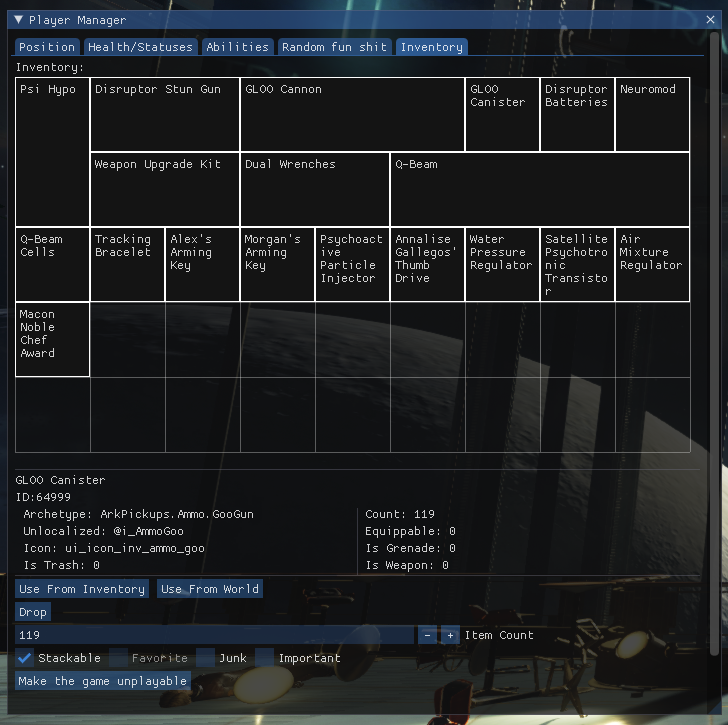 Player Manager
Position Health/Statuses Abilities Random fun shit Inventory
Inventory:
Psi Hypo Disruptor Stun Gun GLOO Cannon GLOO Disruptor Neuromod
Canister Batteries
Weapon Upgrade Kit Dual Wrenches Q-Beam
Q-Beam Tracking Alex's Morgan's Psychoact Annalise Water Satellite Air
Cells Bracelet Arming Arming ive Gallegos' Pressure Psychotro Mixture
Key Key Particle Thumb Regulator nic Regulator
Injector Drive Transisto
r
Macon
Noble
Chef
Award
GLOO Canister
ID:64999
Archetype: ArkPickups.Ammo.GooGun Count: 119
Unlocalized: @i_AmmoGoo Equippable: 0
Icon: ui_icon_inv_ammo_goo Is Grenade: 0
Is Trash: 0 Is Weapon: 0
Use From Inventory Use From World
Drop
119 - + Item Count
Stackable Favorite Junk Important
Make the game unplayable